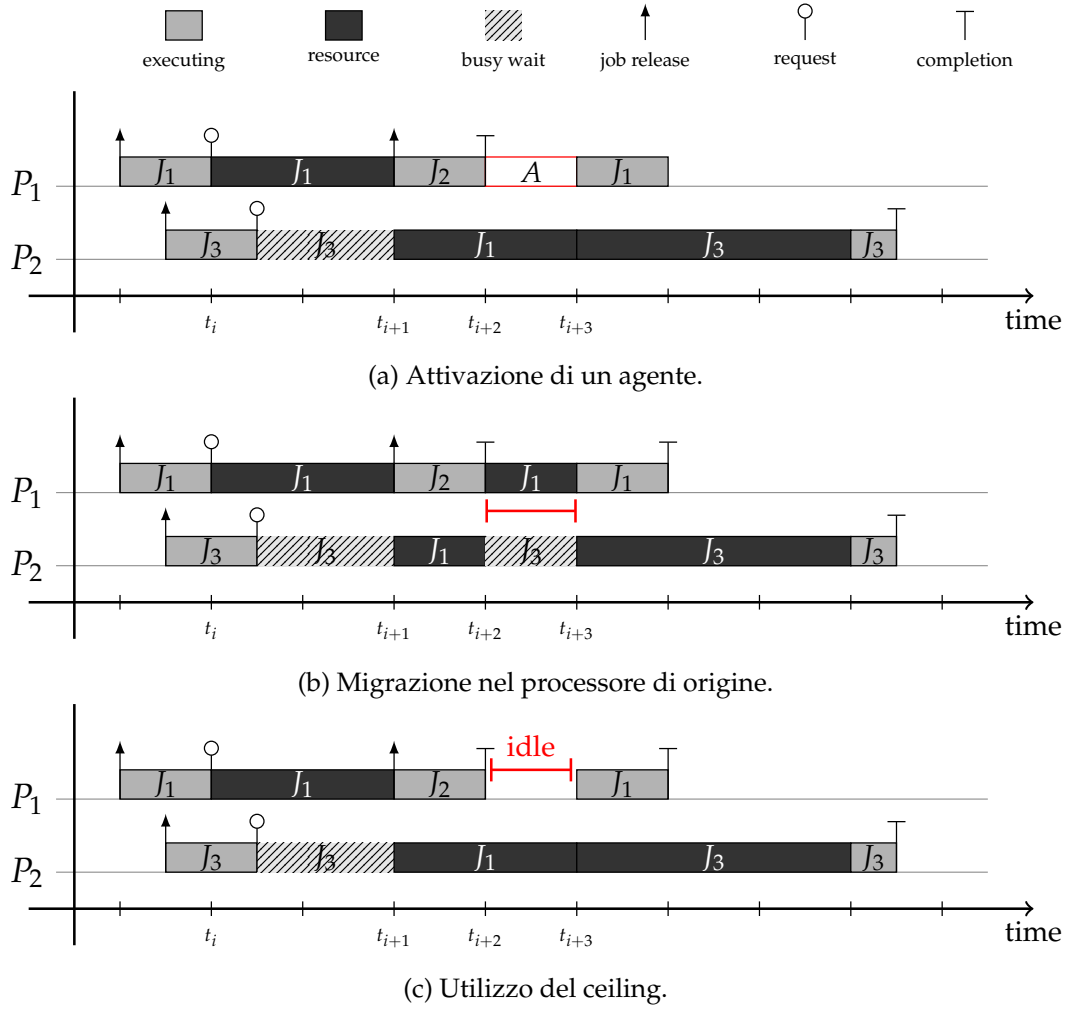 executing resource busy wait job release request completion
J1 J1 J2 A J1
P1
J3 J3 J1 J3 J3
P2
ti ti+1 ti+2 ti+3 time
(a) Attivazione di un agente.
J1 J1 J2 J1 J1
P1
J3 J3 J1 J3 J3 J3
P2
ti ti+1 ti+2 ti+3 time
(b) Migrazione nel processore di origine.
idle
J1 J1 J2 J1
P1
J3 J3 J1 J3 J3
P2
ti ti+1 ti+2 ti+3 time
(c) Utilizzo del ceiling.